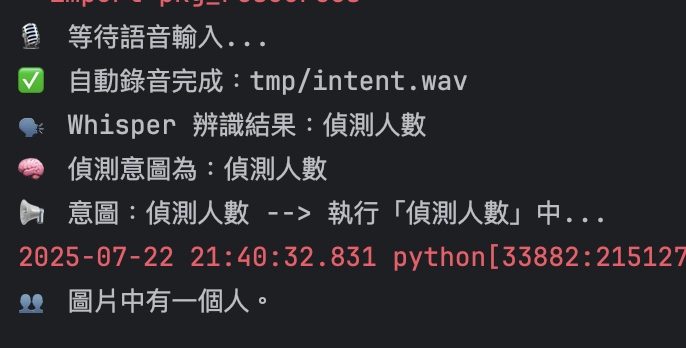 import pkg_resources
🎙️ 等待語音輸入...
✅ 自動錄音完成：tmp/intent.wav
🗣️ Whisper 辨識結果：偵測人數
🧠 偵測意圖為：偵測人數
📢 意圖：偵測人數 --> 執行「偵測人數」中...
2025-07-22 21:40:32.831 python[33882:215127
👥 圖片中有一個人。